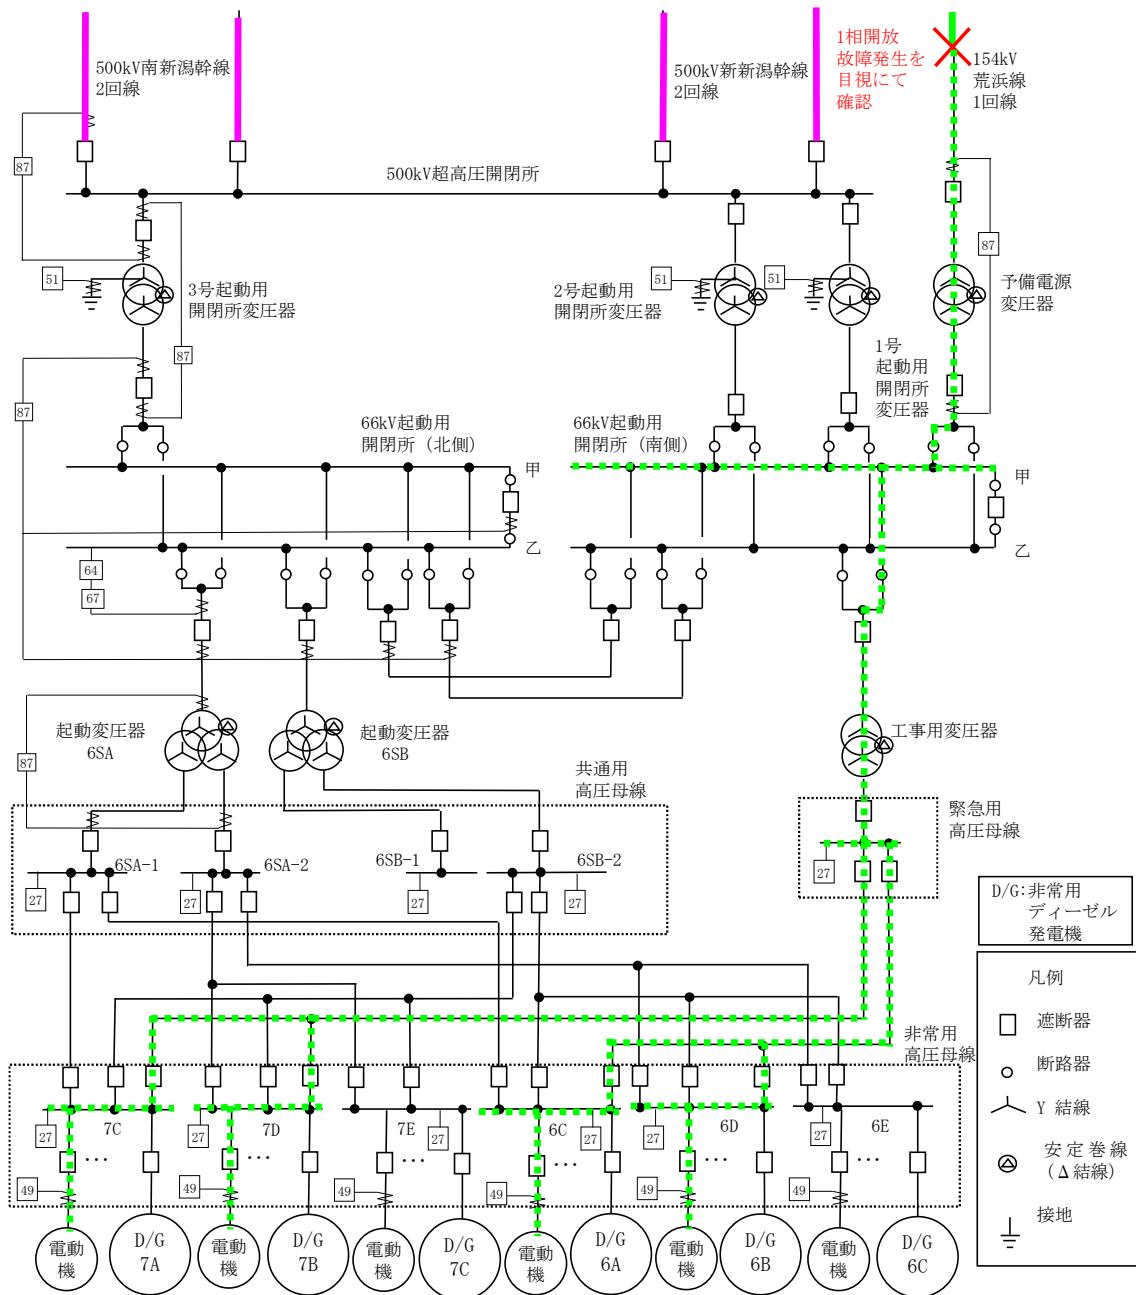 500kV南新潟幹線
2回線
500kV新新潟幹線
2回線
1相開放
故障発生を
目視にて
確認
154kV
荒浜線
1回線
87
500kV超高圧開閉所
87
51
3号起動用
開閉所変圧器
51
2号起動用
開閉所変圧器
51
予備電源
変圧器
87
87
1号
起動用
開閉所
変圧器
66kV起動用
開閉所（北側）
66kV起動用
開閉所（南側）
甲
甲
乙
乙
64
67
起動変圧器
6SA
起動変圧器
6SB
工事用変圧器
87
共通用
高圧母線
緊急用
高圧母線
6SA-1
6SA-2
6SB-1
6SB-2
27
27
27
27
27
D/G:非常用
ディーゼル
発電機
凡例
遮断器
断路器
Y 結線
安定巻線
(Δ結線)
接地
非常用
高圧母線
7C
7D
7E
6C
6D
6E
27
27
27
27
27
27
…
…
…
…
…
…
49
49
49
49
49
49
電動
機
D/G
7A
電動
機
D/G
7B
電動
機
D/G
7C
電動
機
D/G
6A
電動
機
D/G
6B
電動
機
D/G
6C